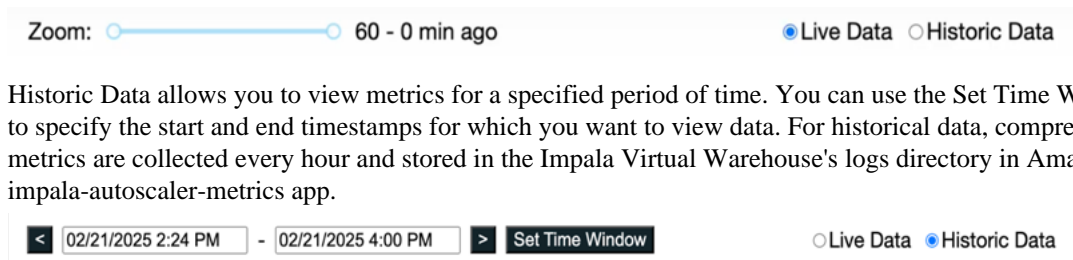 Zoom: 60 - 0 min ago Live Data Historic Data
Historic Data allows you to view metrics for a specified period of time. You can use the Set Time
to specify the start and end timestamps for which you want to view data. For historical data,
metrics are collected every hour and stored in the Impala Virtual Warehouse's logs directory in
impala-autoscaler-metrics app.
< 02/21/2025 2:24 PM - 02/21/2025 4:00 PM > Set Time Window Live Data Historic Data